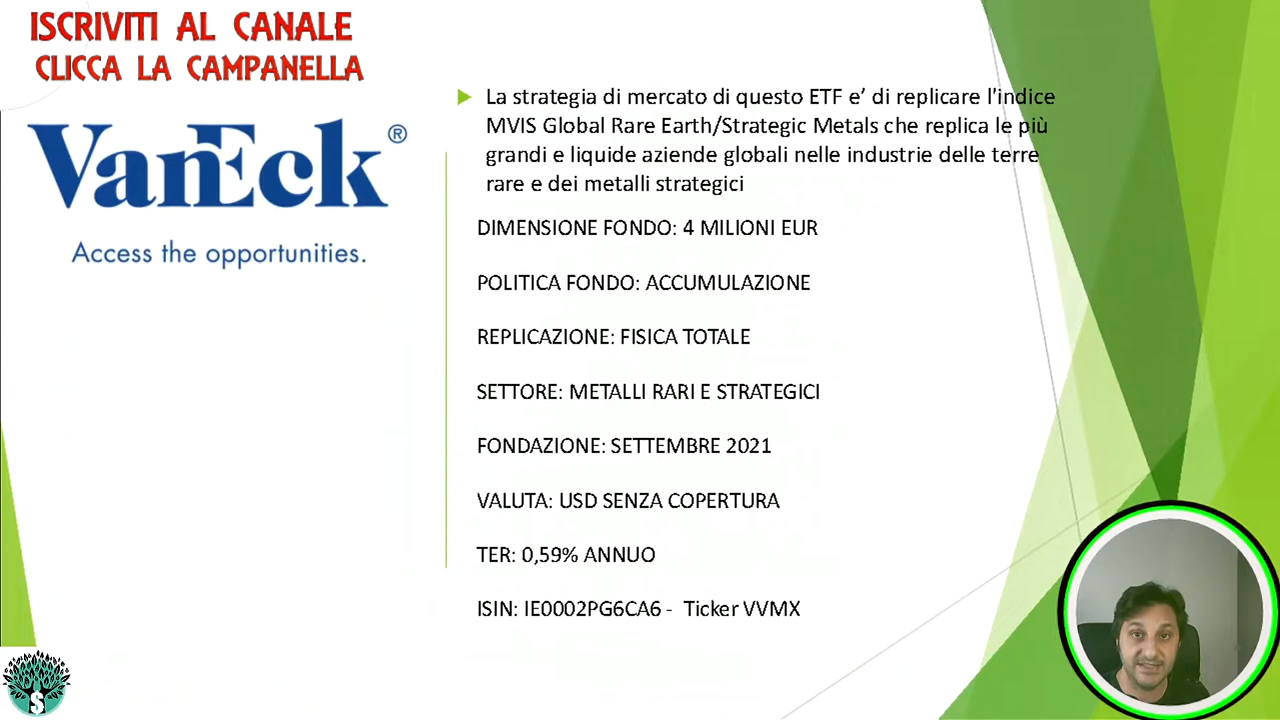 ISCRIVITI AL CANALE
CLICCA LA CAMPANELLA
VanEck®
Access the opportunities.
La strategia di mercato di questo ETF e’ di replicare l'indice
MVIS Global Rare Earth/Strategic Metals che replica le più
grandi e liquide aziende globali nelle industrie delle terre
rare e dei metalli strategici
DIMENSIONE FONDO: 4 MILIONI EUR
POLITICA FONDO: ACCUMULAZIONE
REPLICAZIONE: FISICA TOTALE
SETTORE: METALLI RARI E STRATEGICI
FONDAZIONE: SETTEMBRE 2021
VALUTA: USD SENZA COPERTURA
TER: 0,59% ANNUO
ISIN: IE0002PG6CA6 - Ticker VVMX
$